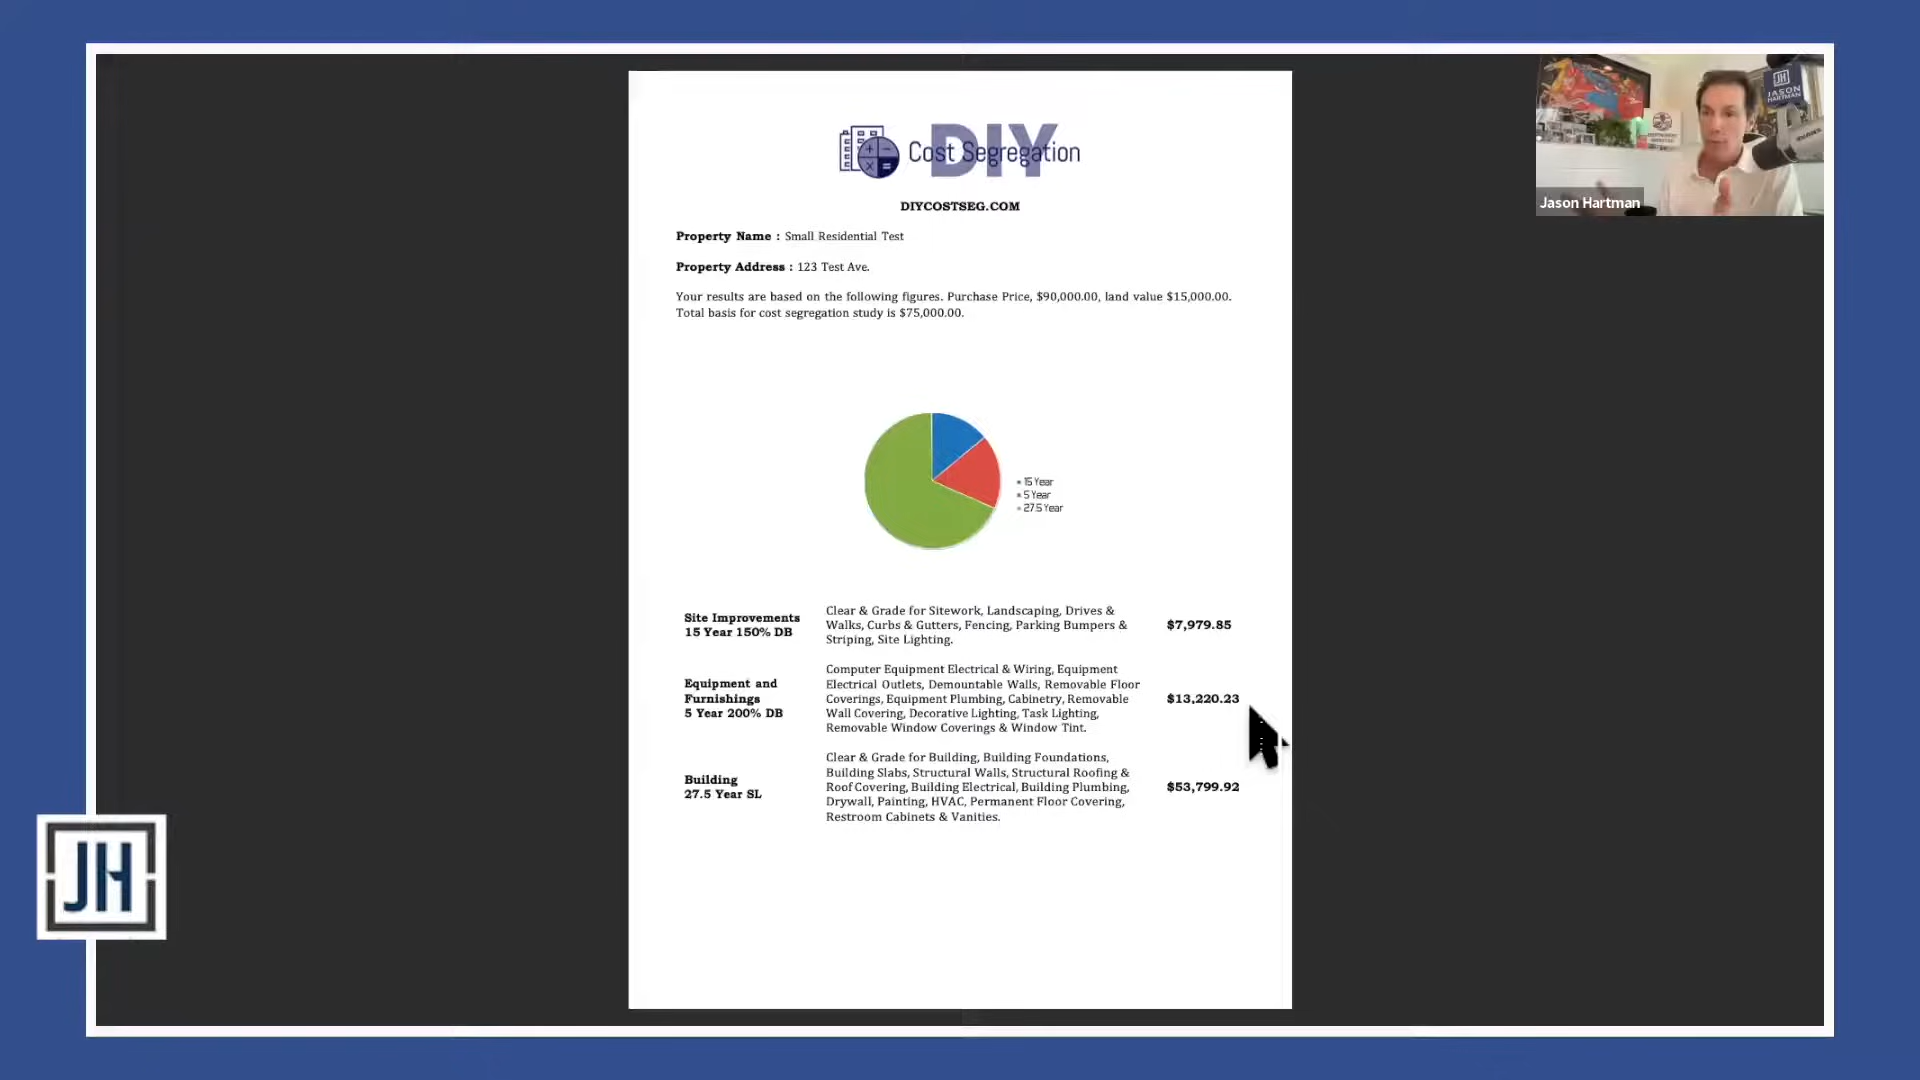 DIY
Cost Segregation
DIYCOSTSEG.COM
Property Name : Small Residential Test
Property Address : 123 Test Ave.
Your results are based on the following figures. Purchase Price, $90,000.00, land value $15,000.00.
Total basis for cost segregation study is $75,000.00.
15 Year
5 Year
27.5 Year
Site Improvements
15 Year 150% DB
Clear & Grade for Sitework, Landscaping, Drives &
Walks, Curbs & Gutters, Fencing, Parking Bumpers &
Striping, Site Lighting.
$7,979.85
Equipment and
Furnishings
5 Year 200% DB
Computer Equipment Electrical & Wiring, Equipment
Electrical Outlets, Demountable Walls, Removable Floor
Coverings, Equipment Plumbing, Cabinetry, Removable
Wall Covering, Decorative Lighting, Task Lighting,
Removable Window Coverings & Window Tint.
$13,220.23
Building
27.5 Year SL
Clear & Grade for Building, Building Foundations,
Building Slabs, Structural Walls, Structural Roofing &
Roof Covering, Building Electrical, Building Plumbing,
Drywall, Painting, HVAC, Permanent Floor Covering,
Restroom Cabinets & Vanities.
$53,799.92
JH
JASON
HARTMAN
Jason Hartman
JH